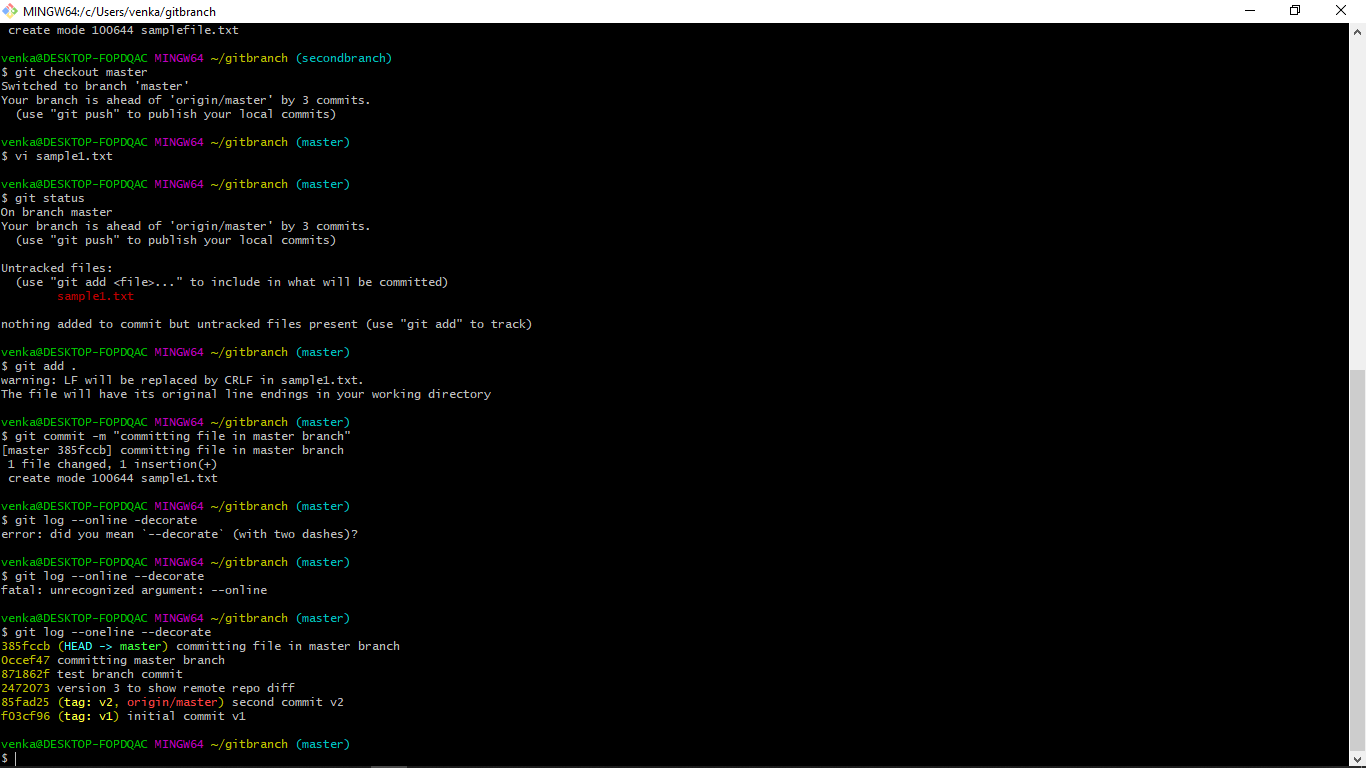 MINGW64:/c/Users/venka/gitbranch
 create mode 100644 samplefile.txt
venka@DESKTOP-FOPDQAC MINGW64 ~/gitbranch (secondbranch)
$ git checkout master
Switched to branch 'master'
Your branch is ahead of 'origin/master' by 3 commits.
  (use "git push" to publish your local commits)
venka@DESKTOP-FOPDQAC MINGW64 ~/gitbranch (master)
$ vi sample1.txt
venka@DESKTOP-FOPDQAC MINGW64 ~/gitbranch (master)
$ git status
On branch master
Your branch is ahead of 'origin/master' by 3 commits.
  (use "git push" to publish your local commits)
Untracked files:
  (use "git add <file>..." to include in what will be committed)
        sample1.txt
nothing added to commit but untracked files present (use "git add" to track)
venka@DESKTOP-FOPDQAC MINGW64 ~/gitbranch (master)
$ git add .
warning: LF will be replaced by CRLF in sample1.txt.
The file will have its original line endings in your working directory
venka@DESKTOP-FOPDQAC MINGW64 ~/gitbranch (master)
$ git commit -m "committing file in master branch"
[master 385fccb] committing file in master branch
 1 file changed, 1 insertion(+)
 create mode 100644 sample1.txt
venka@DESKTOP-FOPDQAC MINGW64 ~/gitbranch (master)
$ git log --online -decorate
error: did you mean `--decorate` (with two dashes)?
venka@DESKTOP-FOPDQAC MINGW64 ~/gitbranch (master)
$ git log --online --decorate
fatal: unrecognized argument: --online
venka@DESKTOP-FOPDQAC MINGW64 ~/gitbranch (master)
$ git log --oneline --decorate
385fccb (HEAD -> master) committing file in master branch
0ccef47 committing master branch
871862f test branch commit
2472073 version 3 to show remote repo diff
85fad25 (tag: v2, origin/master) second commit v2
f03cf96 (tag: v1) initial commit v1
venka@DESKTOP-FOPDQAC MINGW64 ~/gitbranch (master)
$